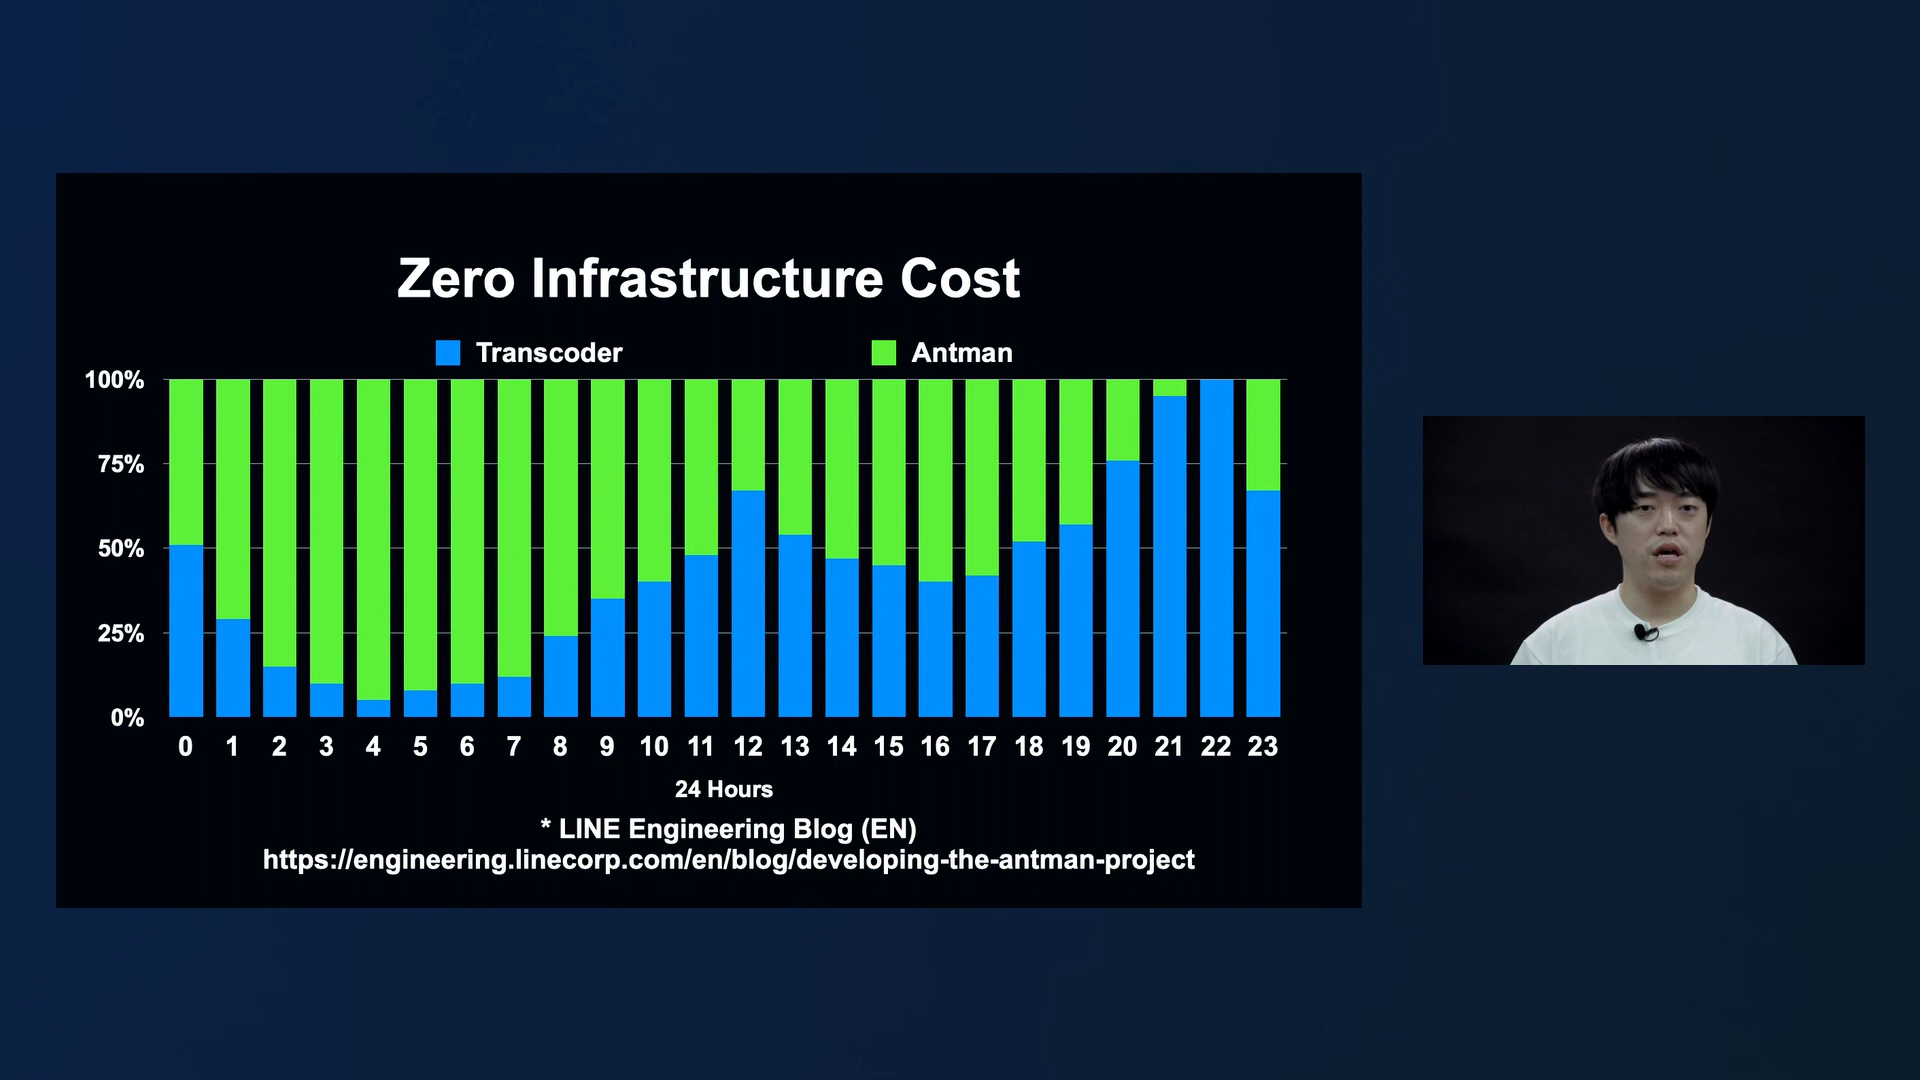 Zero Infrastructure Cost
Transcoder
Antman
100%
75%
50%
25%
0%
0 1 2 3 4 5 6 7 8 9 10 11 12 13 14 15 16 17 18 19 20 21 22 23
24 Hours
* LINE Engineering Blog (EN)
https://engineering.linecorp.com/en/blog/developing-the-antman-project